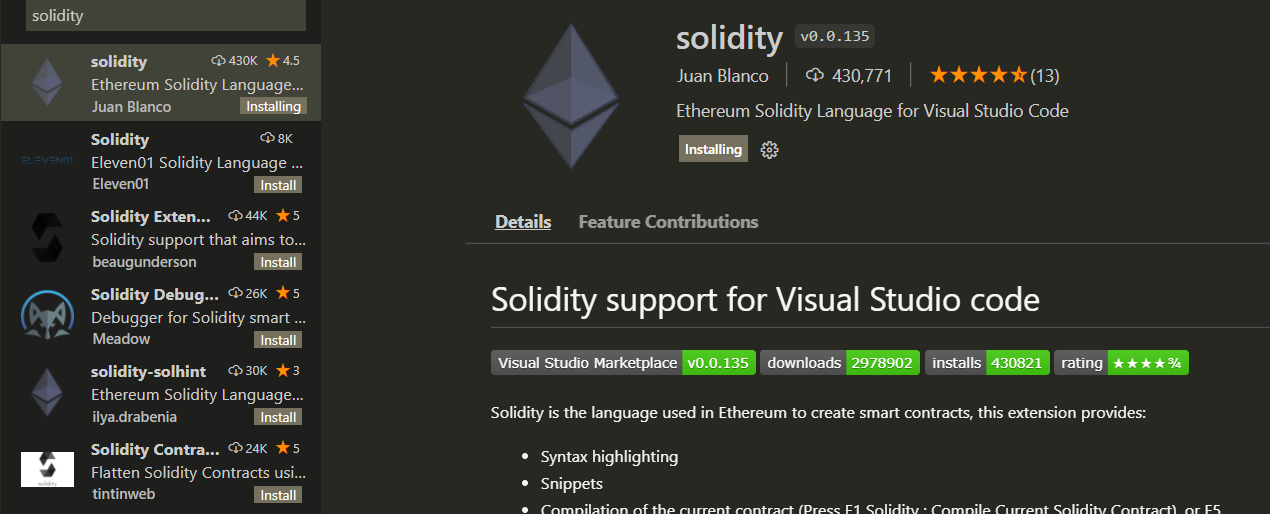 solidity
solidity 430K 4.5
Ethereum Solidity Language...
Juan Blanco Installing
Solidity 8K
ELEVEN01
Eleven01 Solidity Language ...
Eleven01 Install
Solidity Exten... 44K 5
Solidity support that aims to...
beaugunderson Install
Solidity Debug... 26K 5
Debugger for Solidity smart ...
Meadow Install
solidity-solhint 30K 3
Ethereum Solidity Language...
ilya.drabenia Install
Solidity Contra... 24K 5
Flatten Solidity Contracts usi...
solidity
tintinweb Install
solidity v0.0.135
Juan Blanco 430,771 (13)
Ethereum Solidity Language for Visual Studio Code
Installing
Details Feature Contributions
Solidity support for Visual Studio code
Visual Studio Marketplace v0.0.135 downloads 2978902 installs 430821 rating ★★★★¾
Solidity is the language used in Ethereum to create smart contracts, this extension provides:
• Syntax highlighting
• Snippets
• Compilation of the current contract (Press F1 Solidity : Compile Current Solidity Contract), or F5